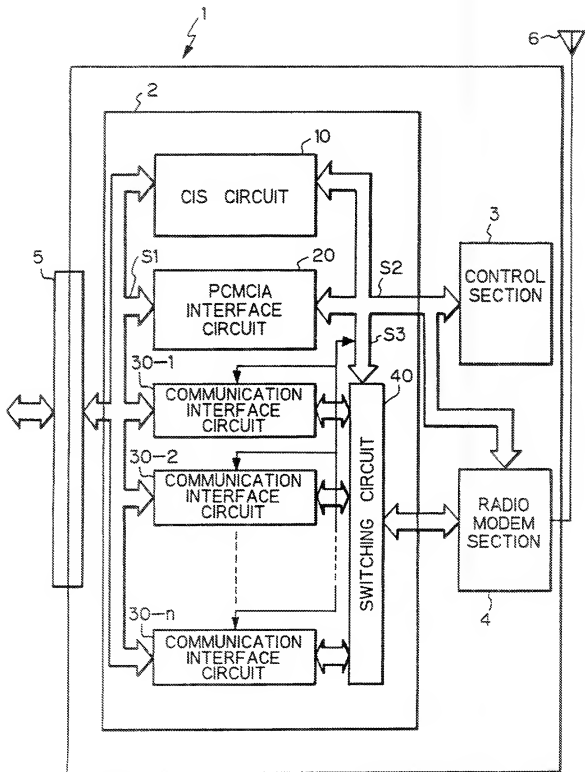 1
6
2
10
CIS CIRCUIT
3
CONTROL
SECTION
5
S1
20
PCMCIA
INTERFACE
CIRCUIT
S2
S3
30-1
COMMUNICATION
INTERFACE
CIRCUIT
40
SWITCHING CIRCUIT
30-2
COMMUNICATION
INTERFACE
CIRCUIT
RADIO
MODEM
SECTION
4
30-n
COMMUNICATION
INTERFACE
CIRCUIT